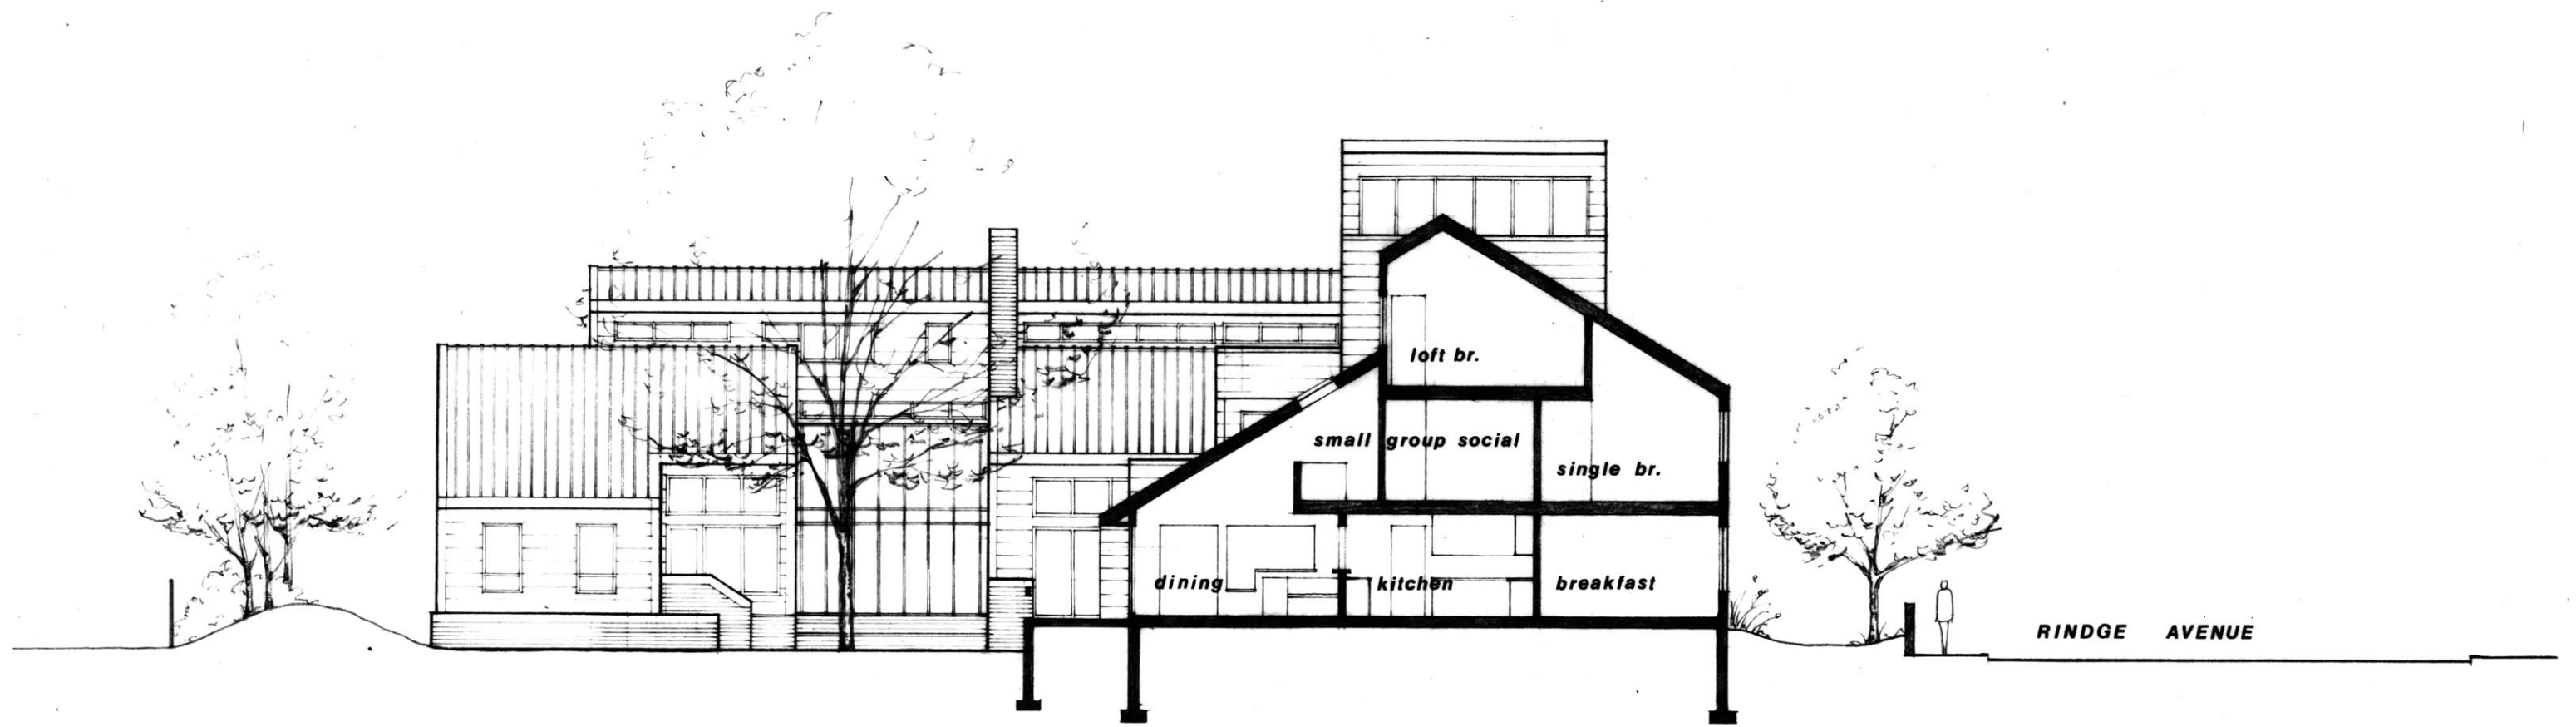 loft br.
small group social
single br.
dining
kitchen
breakfast
RINDGE AVENUE